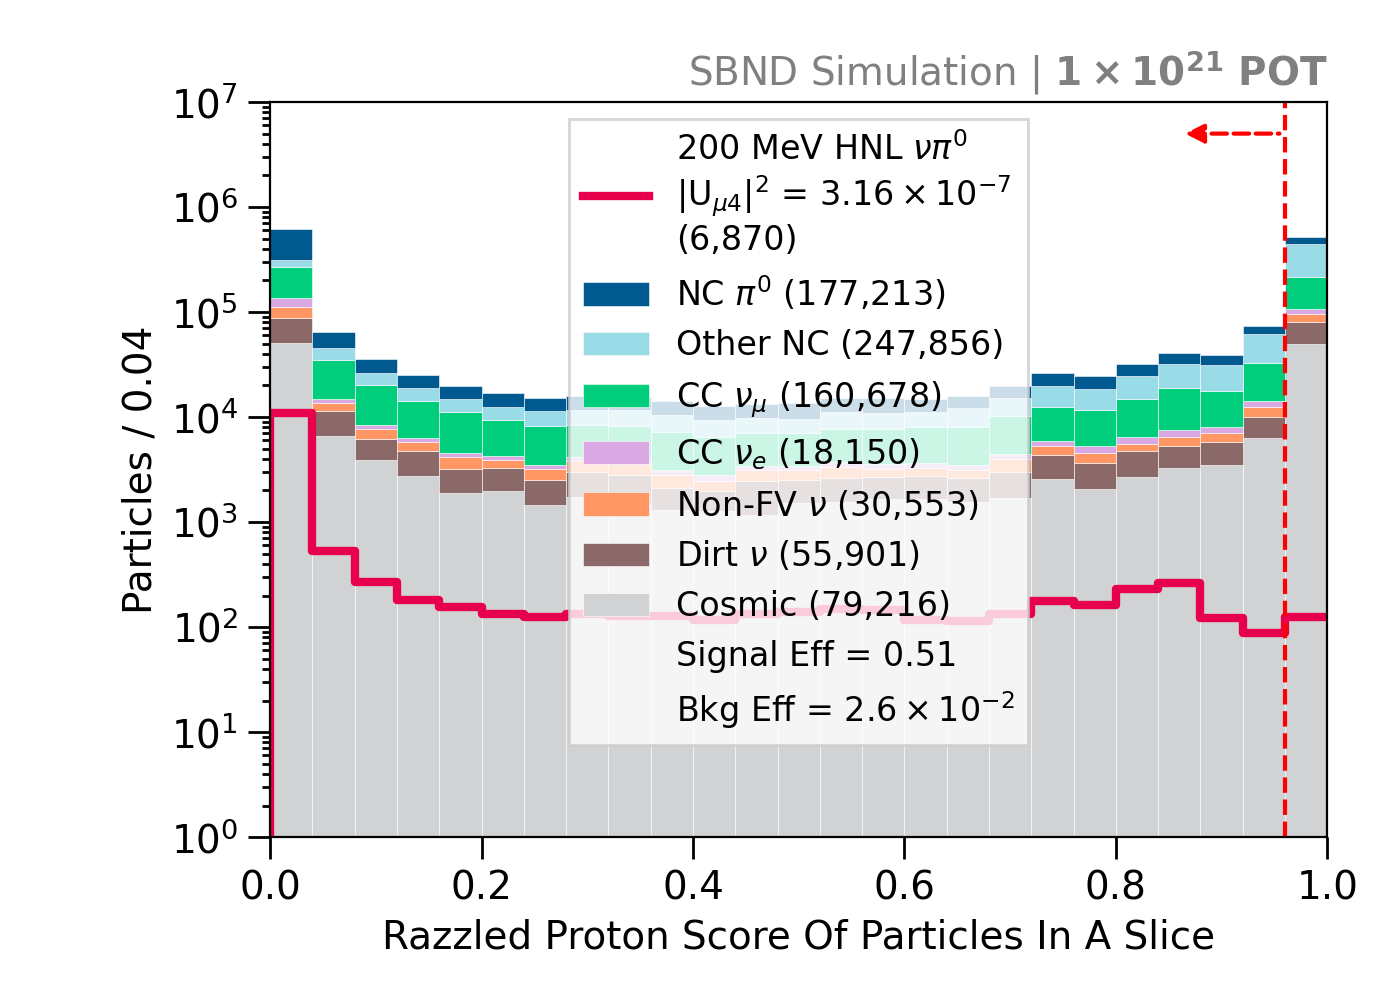 SBND Simulation | 1 × 10²¹ POT
10⁷
10⁶
10⁵
10⁴
10³
10²
10¹
10⁰
Particles / 0.04
200 MeV HNL νπ⁰
|U_{μ4}|² = 3.16 × 10⁻⁷
(6,870)
NC π⁰ (177,213)
Other NC (247,856)
CC ν_μ (160,678)
CC ν_e (18,150)
Non-FV ν (30,553)
Dirt ν (55,901)
Cosmic (79,216)
Signal Eff = 0.51
Bkg Eff = 2.6 × 10⁻²
0.0 0.2 0.4 0.6 0.8 1.0
Razzled Proton Score Of Particles In A Slice